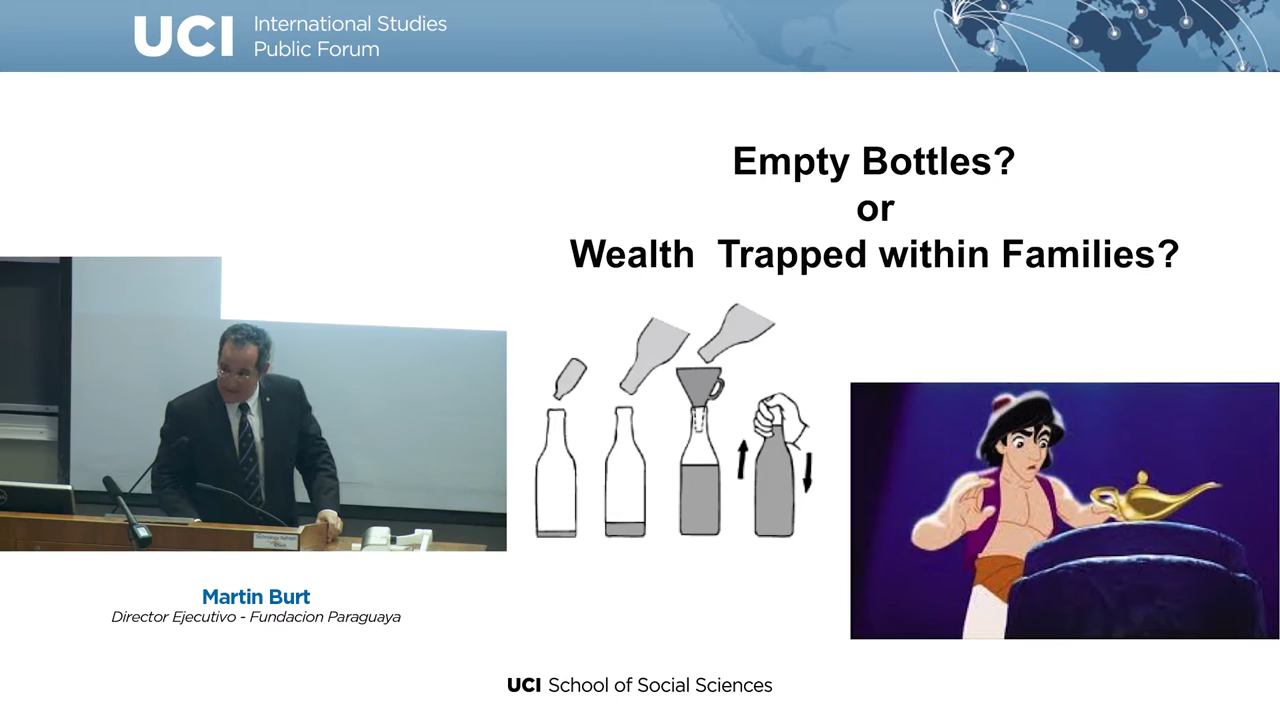 UCI International Studies
Public Forum
Empty Bottles?
or
Wealth Trapped within Families?
Martin Burt
Director Ejecutivo - Fundacion Paraguaya
UCI School of Social Sciences